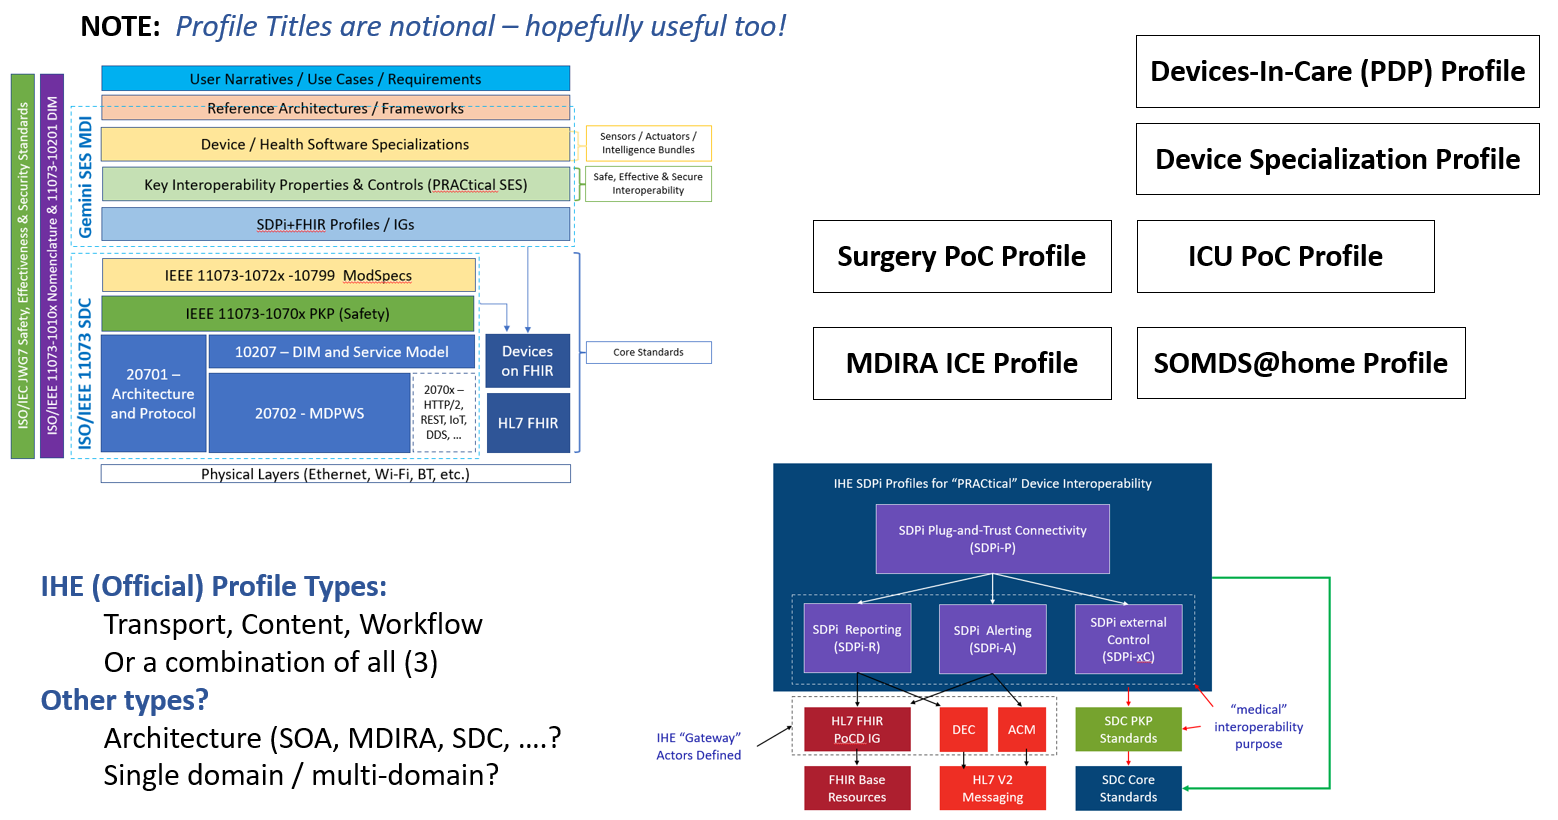 NOTE: Profile Titles are notional – hopefully useful too!
ISO/IEC JWG7 Safety, Effectiveness & Security Standards
ISO/IEEE 11073-1010x Nomenclature & 11073-10201 DIM
Gemini SES MDI
ISO/IEEE 11073 SDC
User Narratives / Use Cases / Requirements
Reference Architectures / Frameworks
Device / Health Software Specializations
Key Interoperability Properties & Controls (PRACtical SES)
SDPi+FHIR Profiles / IGs
Sensors / Actuators /
Intelligence Bundles
Safe, Effective & Secure
Interoperability
IEEE 11073-1072x -10799 ModSpecs
IEEE 11073-1070x PKP (Safety)
20701 –
Architecture
and Protocol
10207 – DIM and Service Model
20702 - MDPWS
2070x –
HTTP/2,
REST, IoT,
DDS, ...
Devices
on FHIR
HL7 FHIR
Core Standards
Physical Layers (Ethernet, Wi-Fi, BT, etc.)
Devices-In-Care (PDP) Profile
Device Specialization Profile
Surgery PoC Profile
ICU PoC Profile
MDIRA ICE Profile
SOMDS@home Profile
IHE (Official) Profile Types:
Transport, Content, Workflow
Or a combination of all (3)
Other types?
Architecture (SOA, MDIRA, SDC, ....?
Single domain / multi-domain?
IHE SDPi Profiles for “PRACtical” Device Interoperability
SDPi Plug-and-Trust Connectivity
(SDPi-P)
SDPi Reporting
(SDPi-R)
SDPi Alerting
(SDPi-A)
SDPi external
Control
(SDPi-xC)
IHE “Gateway”
Actors Defined
HL7 FHIR
PoCD IG
DEC
ACM
SDC PKP
Standards
“medical”
interoperability
purpose
FHIR Base
Resources
HL7 V2
Messaging
SDC Core
Standards